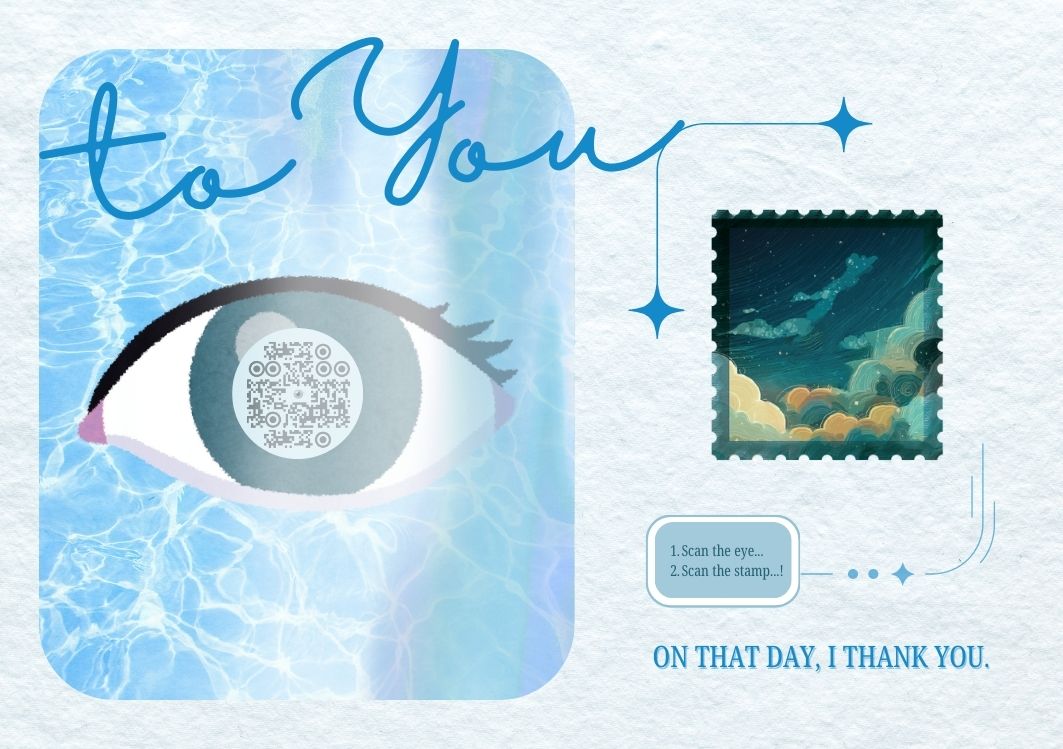 to You
1. Scan the eye...
2. Scan the stamp...!
ON THAT DAY, I THANK YOU.